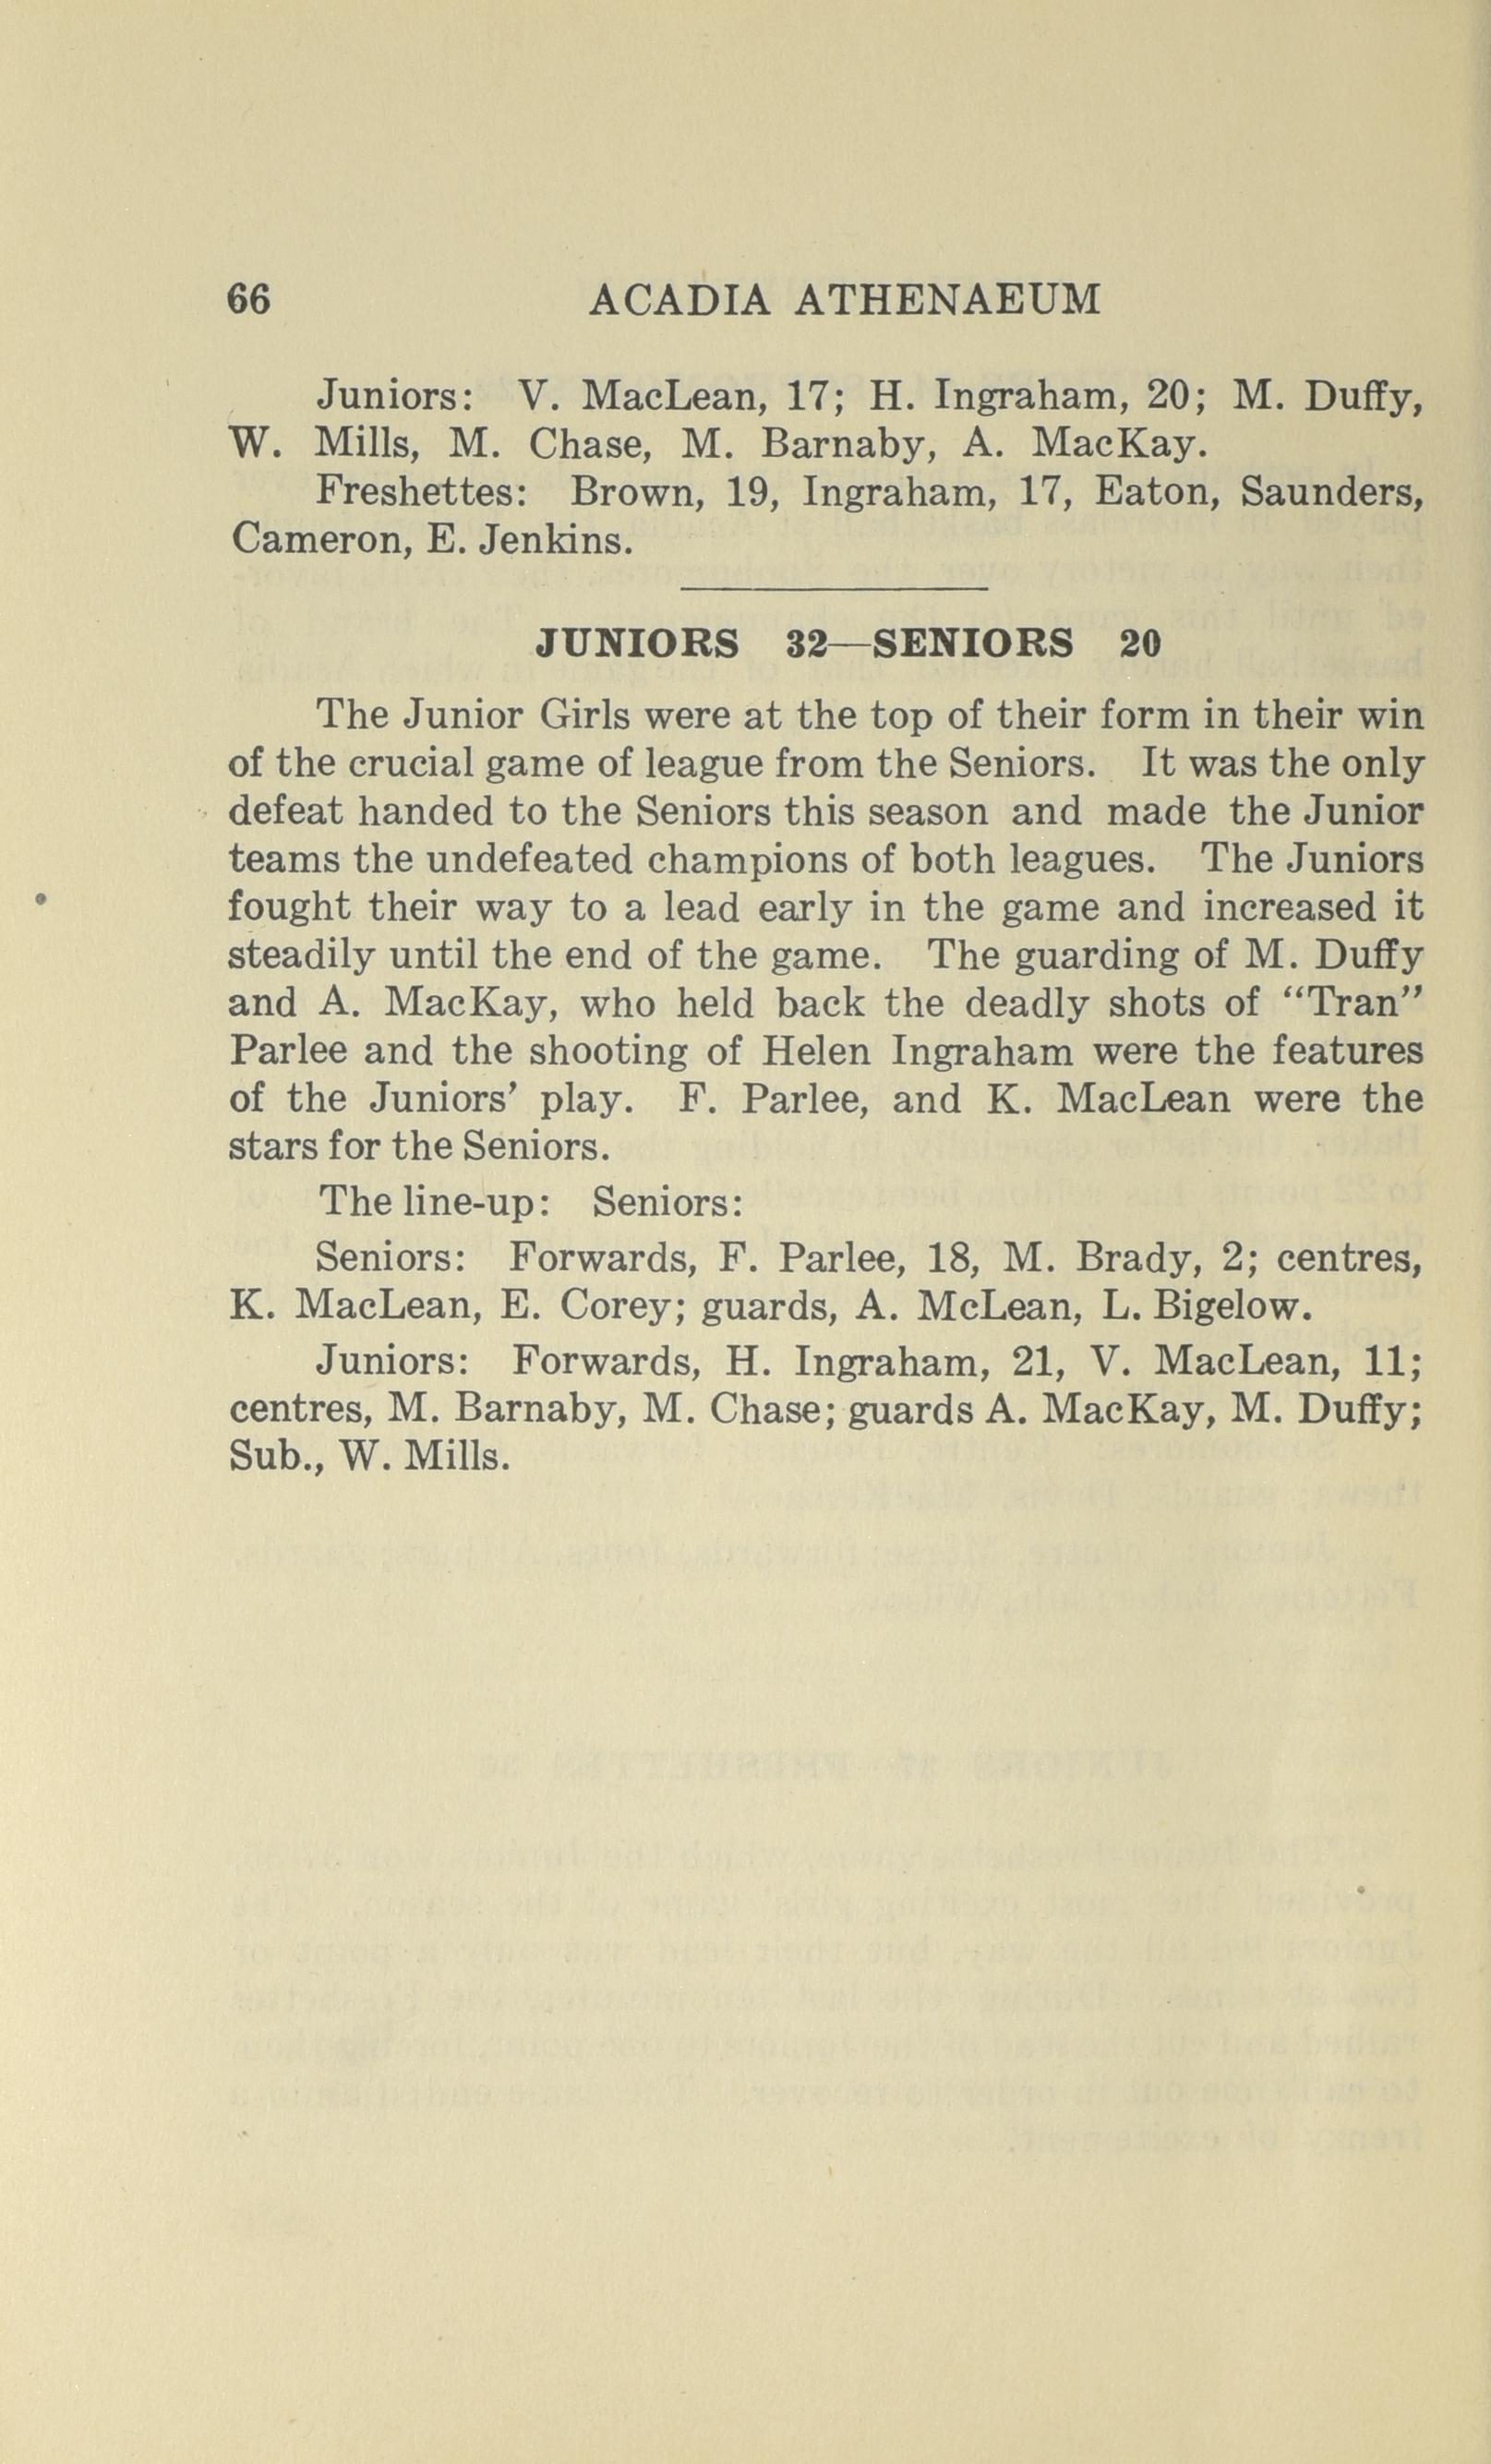 66 ACADIA ATHENAEUM
Juniors: V. MacLean, 17; H. Ingraham, 20; M. Duffy,
W. Mills, M. Chase, M. Barnaby, A. MacKay.
Freshettes: Brown, 19, Ingraham, 17, Eaton, Saunders,
Cameron, E. Jenkins.
JUNIORS 32—SENIORS 20
The Junior Girls were at the top of their form in their win
of the crucial game of league from the Seniors. It was the only
defeat handed to the Seniors this season and made the Junior
teams the undefeated champions of both leagues. The Juniors
fought their way to a lead early in the game and increased it
steadily until the end of the game. The guarding of M. Duffy
and A. MacKay, who held back the deadly shots of “Tran”
Parlee and the shooting of Helen Ingraham were the features
of the Juniors’ play. F. Parlee, and K. MacLean were the
stars for the Seniors.
The line-up: Seniors:
Seniors: Forwards, F. Parlee, 18, M. Brady, 2; centres,
K. MacLean, E. Corey; guards, A. McLean, L. Bigelow.
Juniors: Forwards, H. Ingraham, 21, V. MacLean, 11;
centres, M. Barnaby, M. Chase; guards A. MacKay, M. Duffy;
Sub., W. Mills.